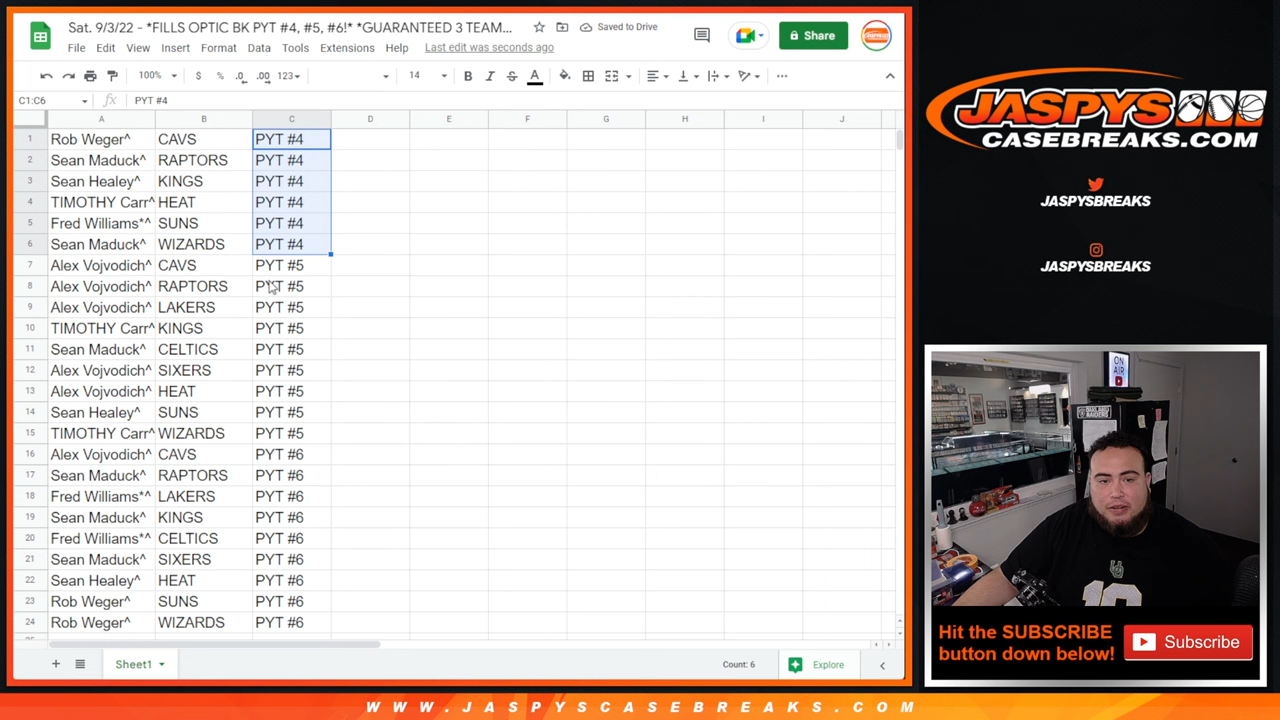 Sat. 9/3/22 - *FILLS OPTIC BK PYT #4, #5, #6!* *GUARANTEED 3 TEAM...
Saved to Drive
Share
File Edit View Insert Format Data Tools Extensions Help Last edit was seconds ago
100% $ % .0 .00 123 14 B I S A
C1:C6 fx PYT #4
A B C D E F G H I J
1 Rob Weger^ CAVS PYT #4
2 Sean Maduck^ RAPTORS PYT #4
3 Sean Healey^ KINGS PYT #4
4 TIMOTHY Carr^ HEAT PYT #4
5 Fred Williams*^ SUNS PYT #4
6 Sean Maduck^ WIZARDS PYT #4
7 Alex Vojvodich^ CAVS PYT #5
8 Alex Vojvodich^ RAPTORS PYT #5
9 Alex Vojvodich^ LAKERS PYT #5
10 TIMOTHY Carr^ KINGS PYT #5
11 Sean Maduck^ CELTICS PYT #5
12 Alex Vojvodich^ SIXERS PYT #5
13 Alex Vojvodich^ HEAT PYT #5
14 Sean Healey^ SUNS PYT #5
15 TIMOTHY Carr^ WIZARDS PYT #5
16 Alex Vojvodich^ CAVS PYT #6
17 Sean Maduck^ RAPTORS PYT #6
18 Fred Williams*^ LAKERS PYT #6
19 Sean Maduck^ KINGS PYT #6
20 Fred Williams*^ CELTICS PYT #6
21 Sean Maduck^ SIXERS PYT #6
22 Sean Healey^ HEAT PYT #6
23 Rob Weger^ SUNS PYT #6
24 Rob Weger^ WIZARDS PYT #6
Sheet1
Count: 6
Explore
JASPYS
CASEBREAKS.COM
JASPYSBREAKS
JASPYSBREAKS
ON
AIR
Hit the SUBSCRIBE
button down below!
Subscribe
WWW.JASPYSCASEBREAKS.COM